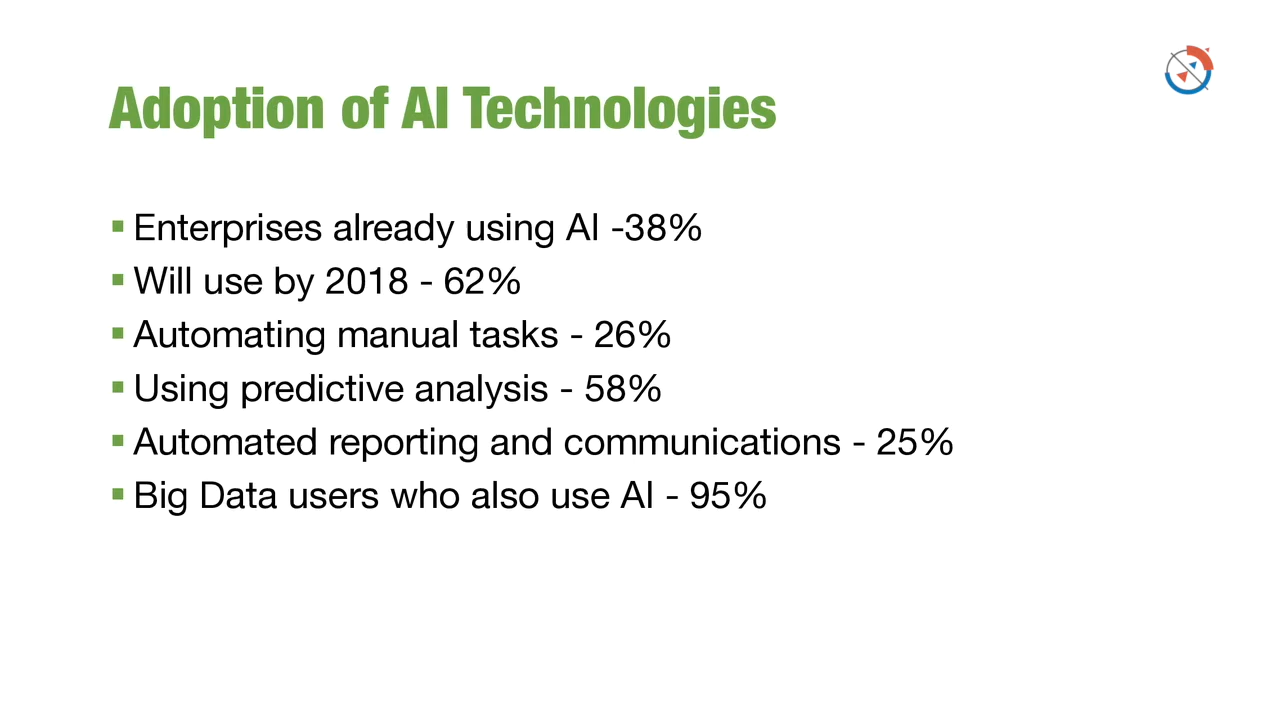 Adoption of AI Technologies
Enterprises already using AI -38%
Will use by 2018 - 62%
Automating manual tasks - 26%
Using predictive analysis - 58%
Automated reporting and communications - 25%
Big Data users who also use AI - 95%